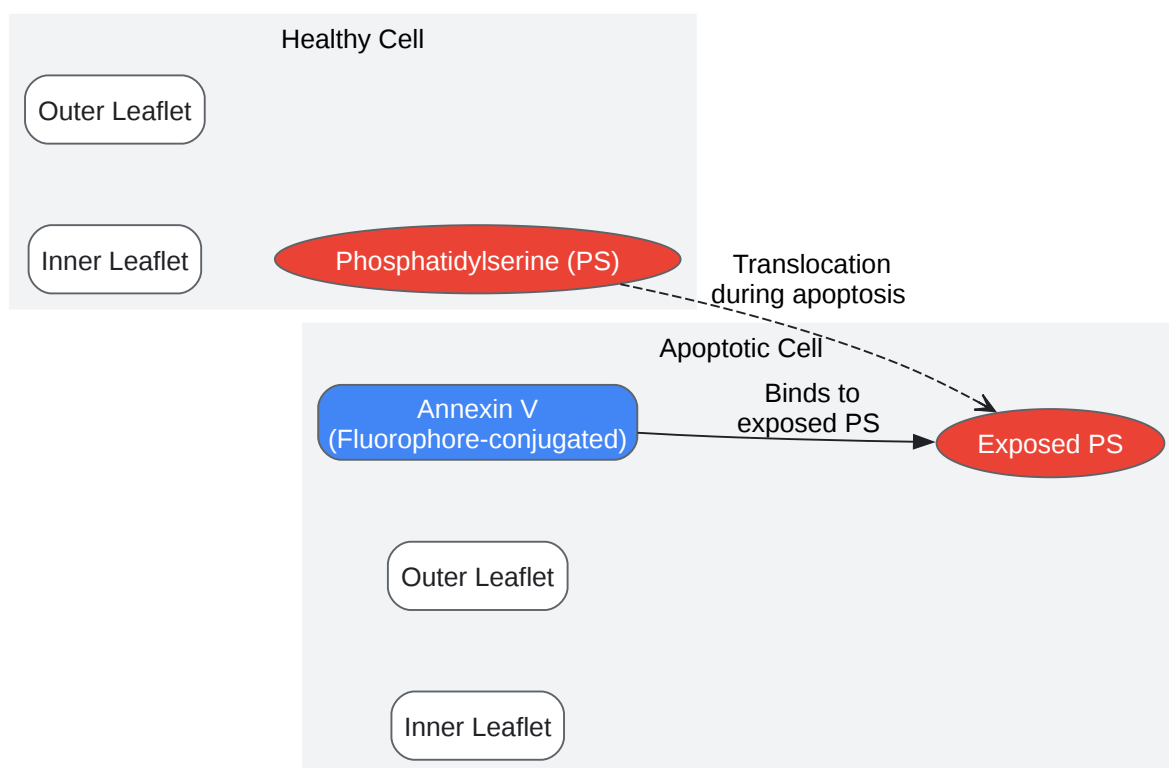 Healthy Cell
Outer Leaflet
Inner Leaflet
Phosphatidylserine (PS)
Translocation
during apoptosis
Apoptotic Cell
Annexin V
(Fluorophore-conjugated)
Binds to
exposed PS
Exposed PS
Outer Leaflet
Inner Leaflet